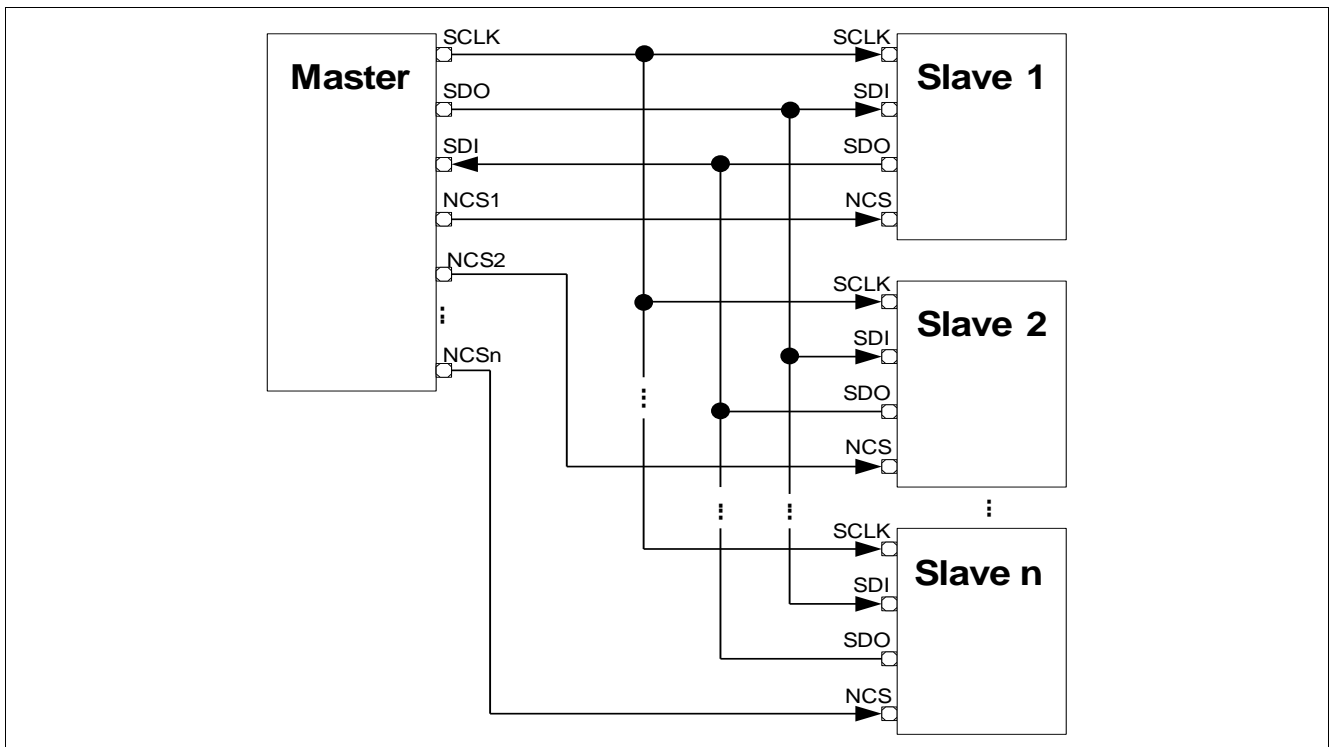 Master
SCLK
SDO
SDI
NCS1
NCS2
NCSn
SCLK
SDI
SDO
NCS
Slave 1
SCLK
SDI
SDO
NCS
Slave 2
SCLK
SDI
SDO
NCS
Slave n